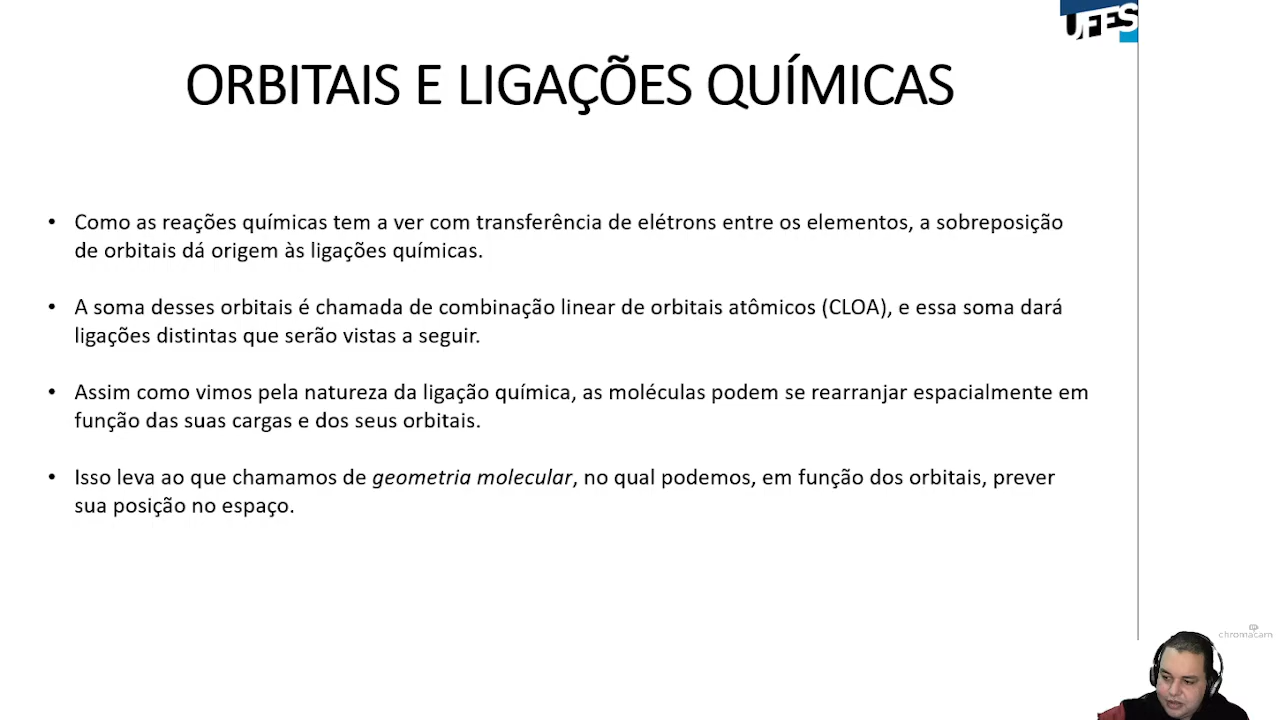 UFES
ORBITAIS E LIGAÇÕES QUÍMICAS
• Como as reações químicas tem a ver com transferência de elétrons entre os elementos, a sobreposição
de orbitais dá origem às ligações químicas.
• A soma desses orbitais é chamada de combinação linear de orbitais atômicos (CLOA), e essa soma dará
ligações distintas que serão vistas a seguir.
• Assim como vimos pela natureza da ligação química, as moléculas podem se rearranjar espacialmente em
função das suas cargas e dos seus orbitais.
• Isso leva ao que chamamos de geometria molecular, no qual podemos, em função dos orbitais, prever
sua posição no espaço.
chromacam